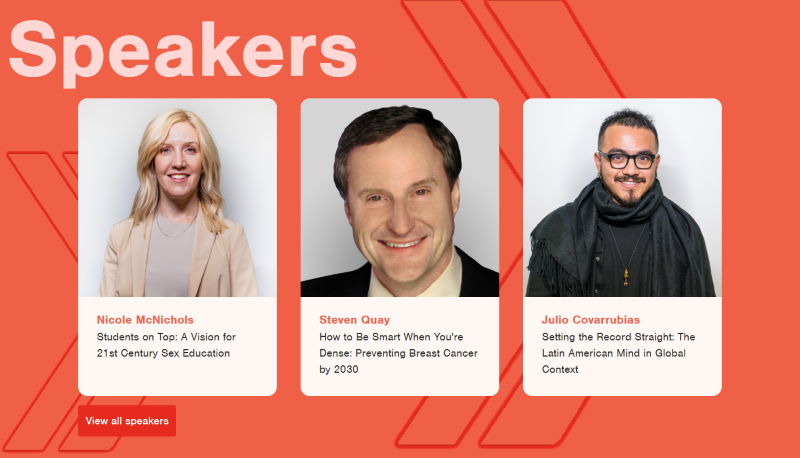 Speakers
Nicole McNichols
Students on Top: A Vision for
21st Century Sex Education
Steven Quay
How to Be Smart When You're
Dense: Preventing Breast Cancer
by 2030
Julio Covarrubias
Setting the Record Straight: The
Latin American Mind in Global
Context
View all speakers